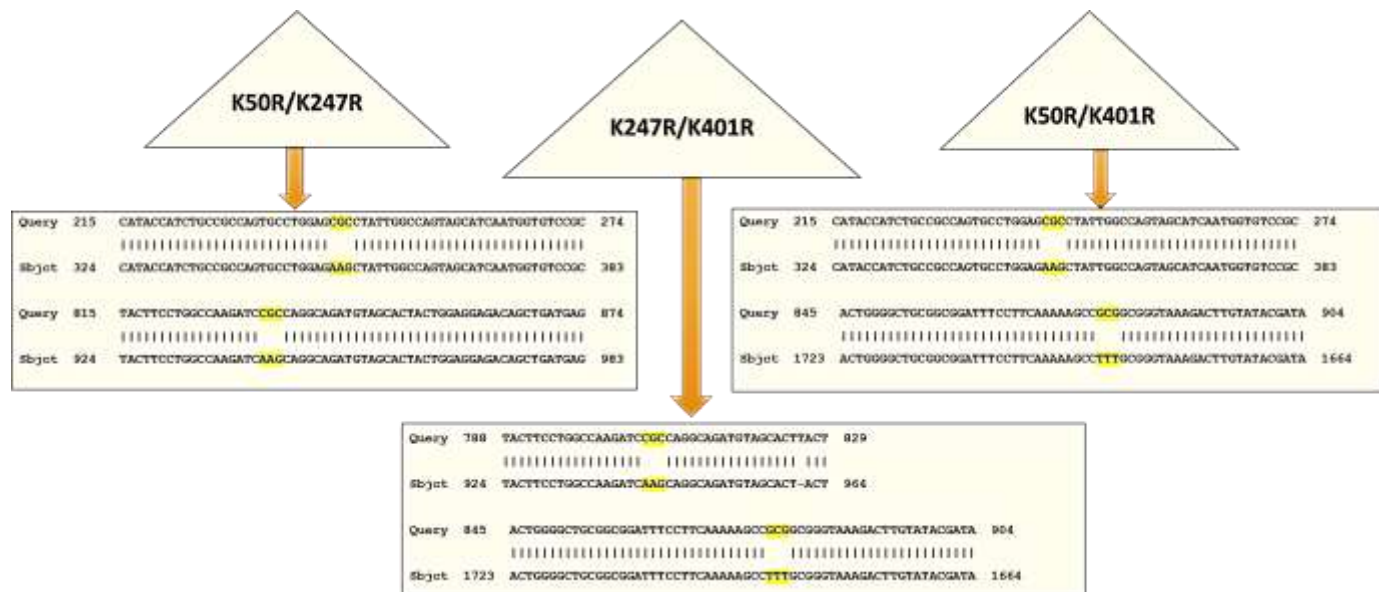 K50R/K247R
K247R/K401R
K50R/K401R
Query 215 CATACCATCTGCCGCCAGTGCCTGGAGCGCCTATTGGCCAGTAGCATCAATGGTGTCCGC 274
Sbjct 324 CATACCATCTGCCGCCAGTGCCTGGAGAAGCTATTGGCCAGTAGCATCAATGGTGTCCGC 383
Query 815 TACTTCCTGGCCAAGATCCGCCAGGCAGATGTAGCACTACTGGAGGAGACAGCTGATGAG 874
Sbjct 924 TACTTCCTGGCCAAGATCAAGCAGGCAGATGTAGCACTACTGGAGGAGACAGCTGATGAG 983
Query 215 CATACCATCTGCCGCCAGTGCCTGGAGCGCCTATTGGCCAGTAGCATCAATGGTGTCCGC 274
Sbjct 324 CATACCATCTGCCGCCAGTGCCTGGAGAAGCTATTGGCCAGTAGCATCAATGGTGTCCGC 383
Query 845 ACTGGGGCTGCGGCGGATTTCCTTCAAAAAGCCGCGGCGGGTAAAGACTTGTATACGATA 904
Sbjct 1723 ACTGGGGCTGCGGCGGATTTCCTTCAAAAAGCCTTTGCGGGTAAAGACTTGTATACGATA 1664
Query 788 TACTTCCTGGCCAAGATCCGCCAGGCAGATGTAGCACTTACT 829
Sbjct 924 TACTTCCTGGCCAAGATCAAGCAGGCAGATGTAGCACT-ACT 964
Query 845 ACTGGGGCTGCGGCGGATTTCCTTCAAAAAGCCGCGGCGGGTAAAGACTTGTATACGATA 904
Sbjct 1723 ACTGGGGCTGCGGCGGATTTCCTTCAAAAAGCCTTTGCGGGTAAAGACTTGTATACGATA 1664